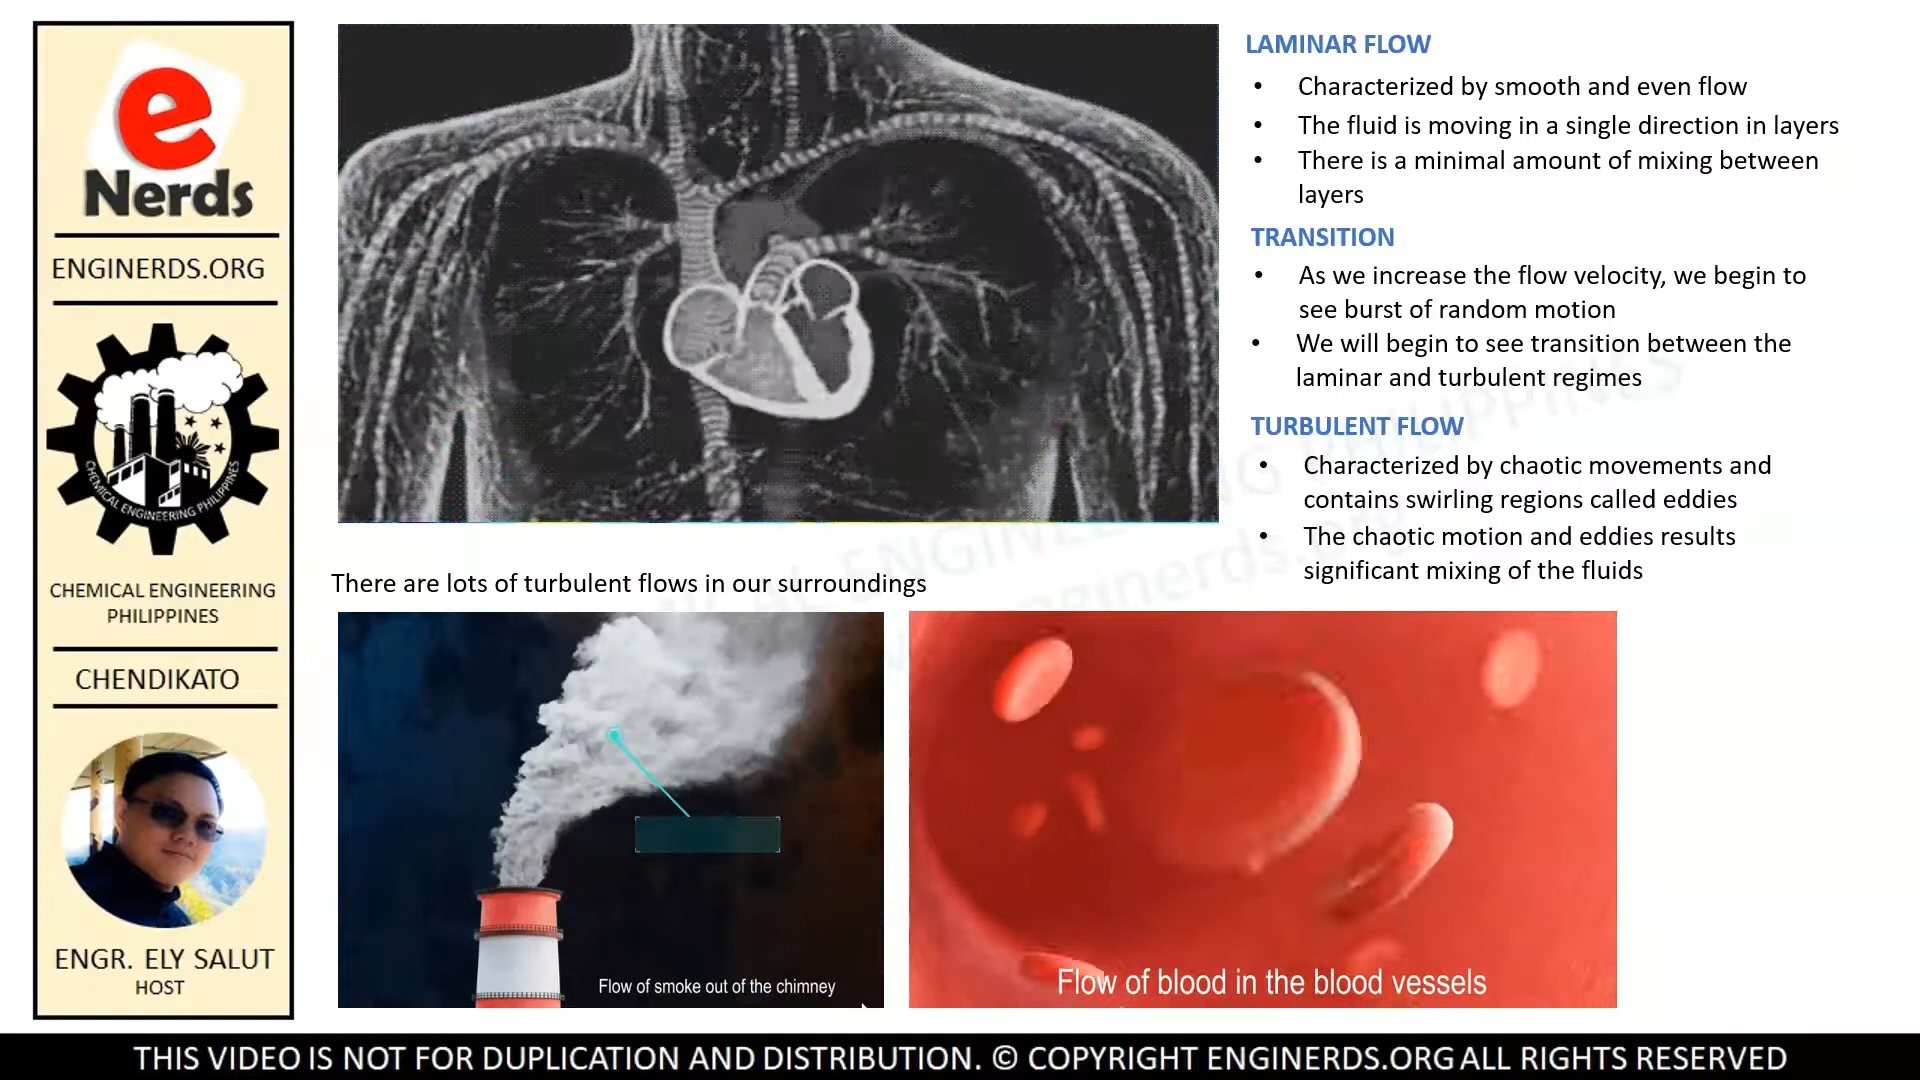 e
Nerds
ENGINERDS.ORG
CHEMICAL ENGINEERING PHILIPPINES
CHEMICAL ENGINEERING
PHILIPPINES
CHENDIKATO
ENGR. ELY SALUT
HOST
LAMINAR FLOW
• Characterized by smooth and even flow
• The fluid is moving in a single direction in layers
• There is a minimal amount of mixing between
layers
TRANSITION
• As we increase the flow velocity, we begin to
see burst of random motion
• We will begin to see transition between the
laminar and turbulent regimes
TURBULENT FLOW
• Characterized by chaotic movements and
contains swirling regions called eddies
• The chaotic motion and eddies results
significant mixing of the fluids
There are lots of turbulent flows in our surroundings
Flow of smoke out of the chimney
Flow of blood in the blood vessels
THIS VIDEO IS NOT FOR DUPLICATION AND DISTRIBUTION. © COPYRIGHT ENGINERDS.ORG ALL RIGHTS RESERVED